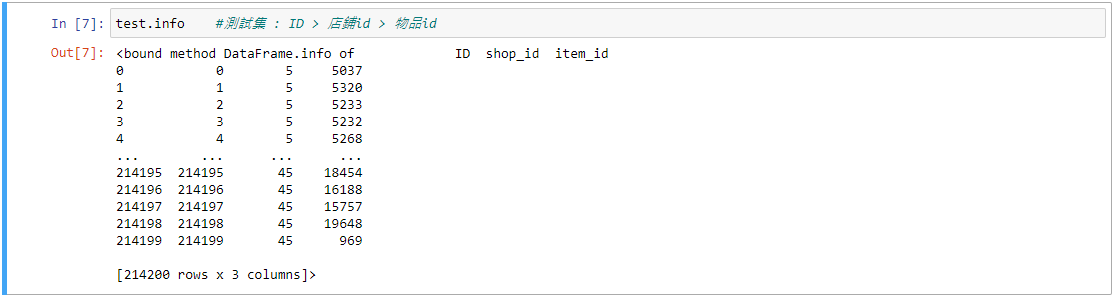 In [7]: test.info    #測試集 : ID > 店鋪id > 物品id
Out[7]: <bound method DataFrame.info of             ID  shop_id  item_id
0            0        5     5037
1            1        5     5320
2            2        5     5233
3            3        5     5232
4            4        5     5268
...        ...      ...      ...
214195  214195       45    18454
214196  214196       45    16188
214197  214197       45    15757
214198  214198       45    19648
214199  214199       45      969
[214200 rows x 3 columns]>